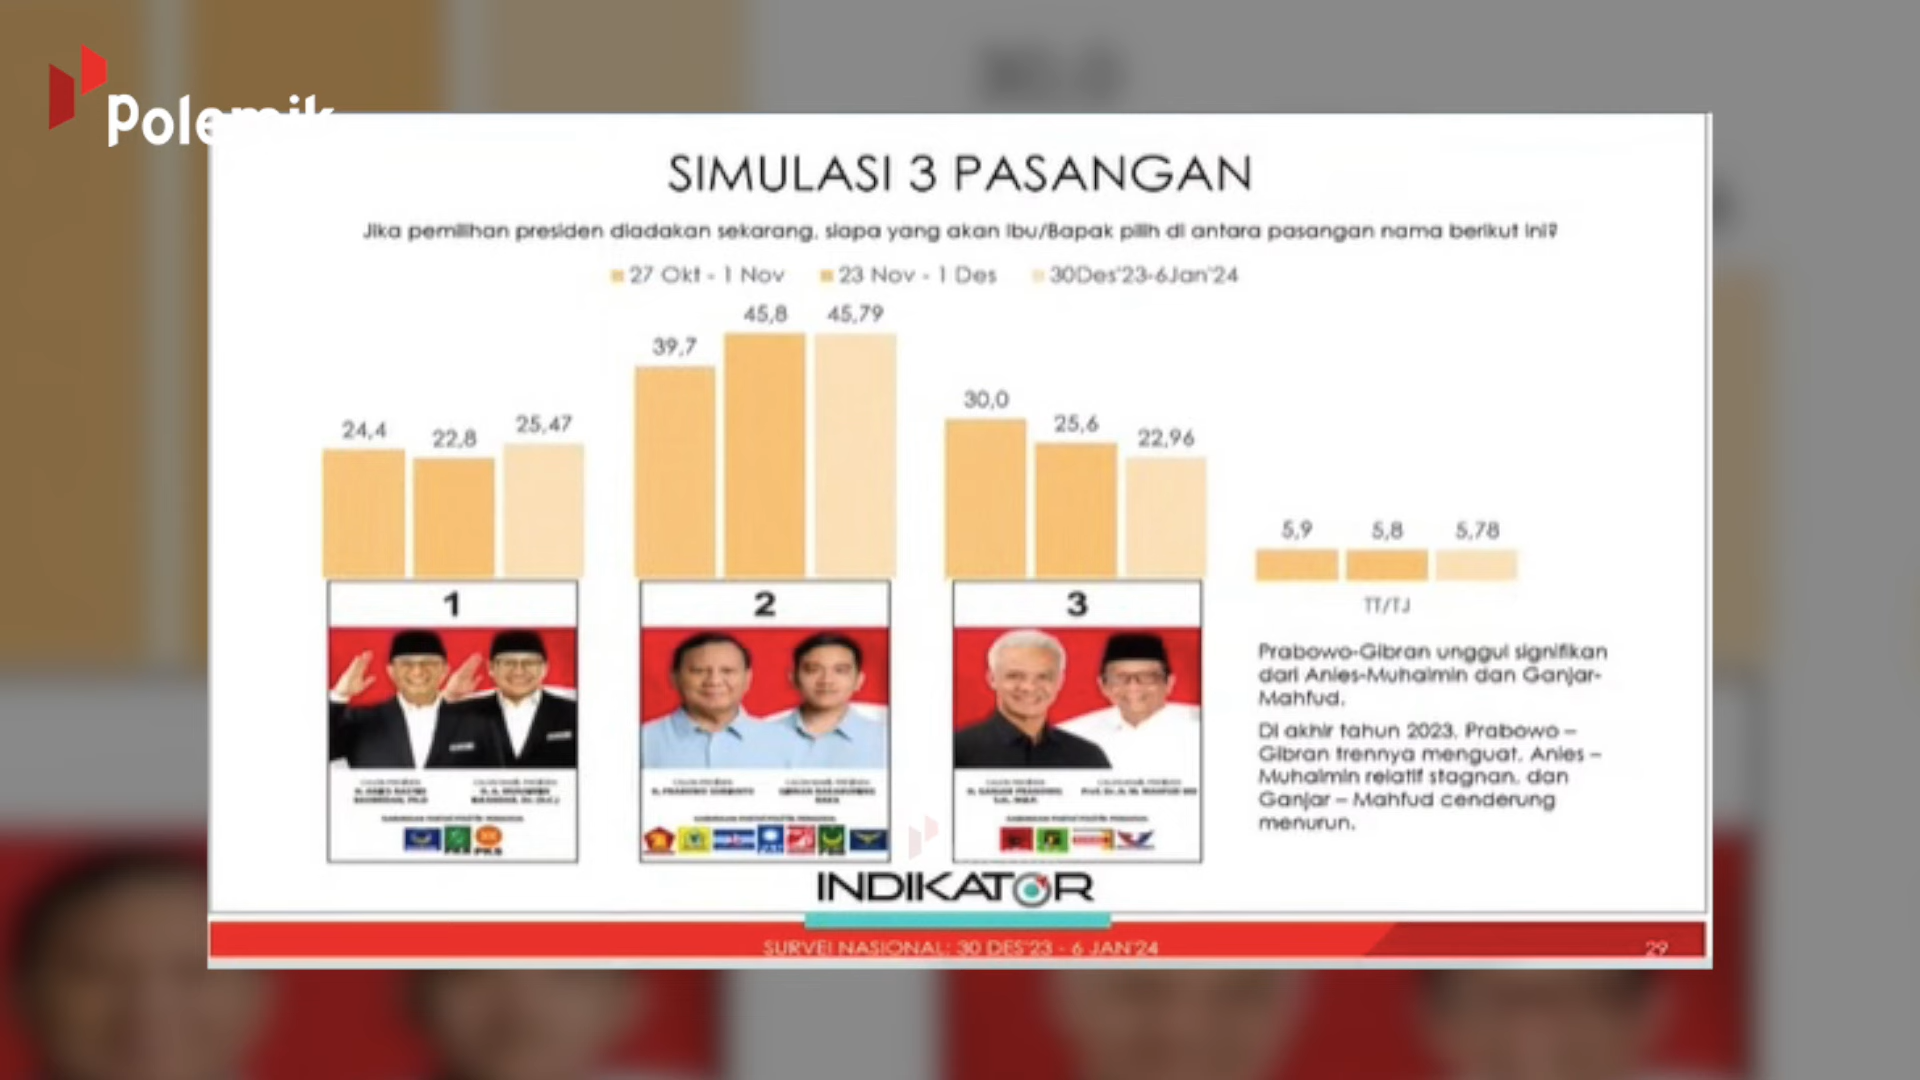 Polemik
SIMULASI 3 PASANGAN
Jika pemilihan presiden diadakan sekarang, siapa yang akan Ibu/Bapak pilih di antara pasangan nama berikut ini?
27 Okt - 1 Nov
23 Nov - 1 Des
30Des'23-6Jan'24
24,4
22,8
25,47
39,7
45,8
45,79
30,0
25,6
22,96
5,9
5,8
5,78
TT/TJ
1
2
3
Prabowo-Gibran unggul signifikan
dari Anies-Muhaimin dan Ganjar-
Mahfud.
Di akhir tahun 2023, Prabowo –
Gibran trennya menguat, Anies –
Muhaimin relatif stagnan, dan
Ganjar – Mahfud cenderung
menurun.
INDIKATOR
SURVEI NASIONAL: 30 DES'23 - 6 JAN'24
29